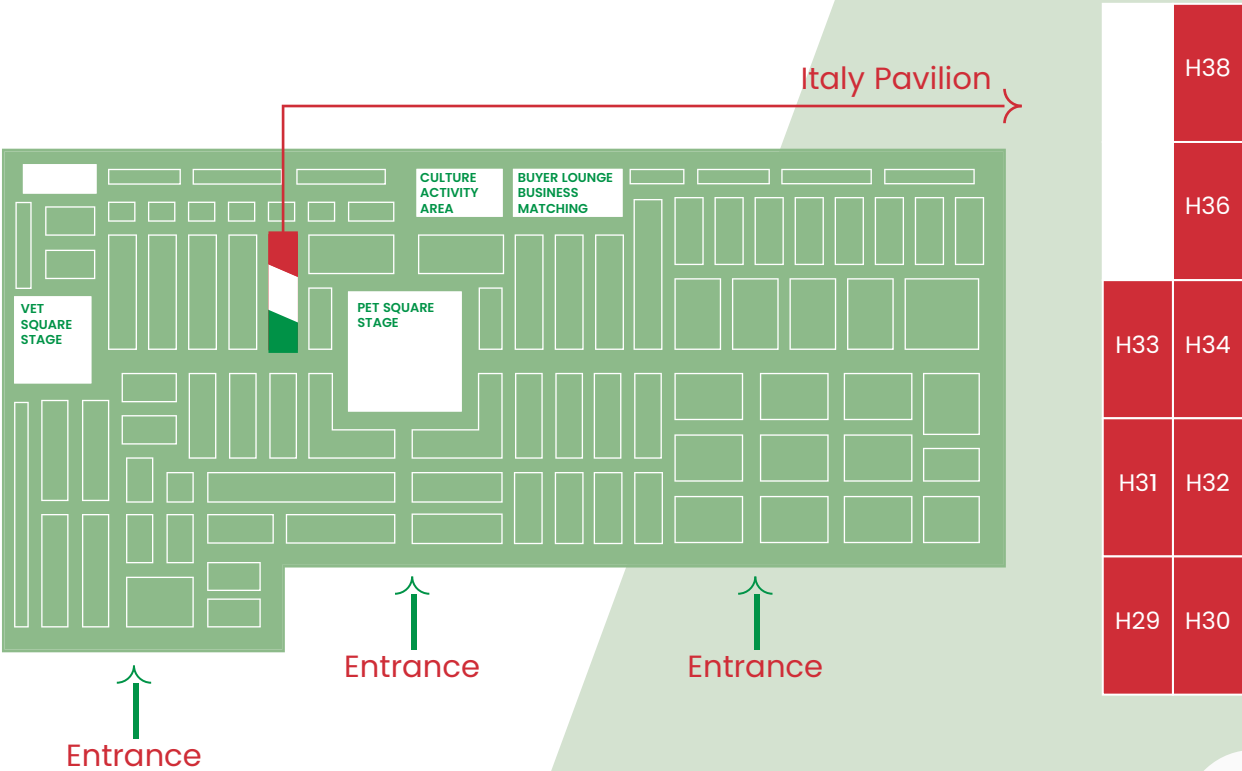 Italy Pavilion
CULTURE
ACTIVITY
AREA
BUYER LOUNGE
BUSINESS
MATCHING
VET
SQUARE
STAGE
PET SQUARE
STAGE
Entrance
Entrance
Entrance
H38
H36
H33 H34
H31 H32
H29 H30